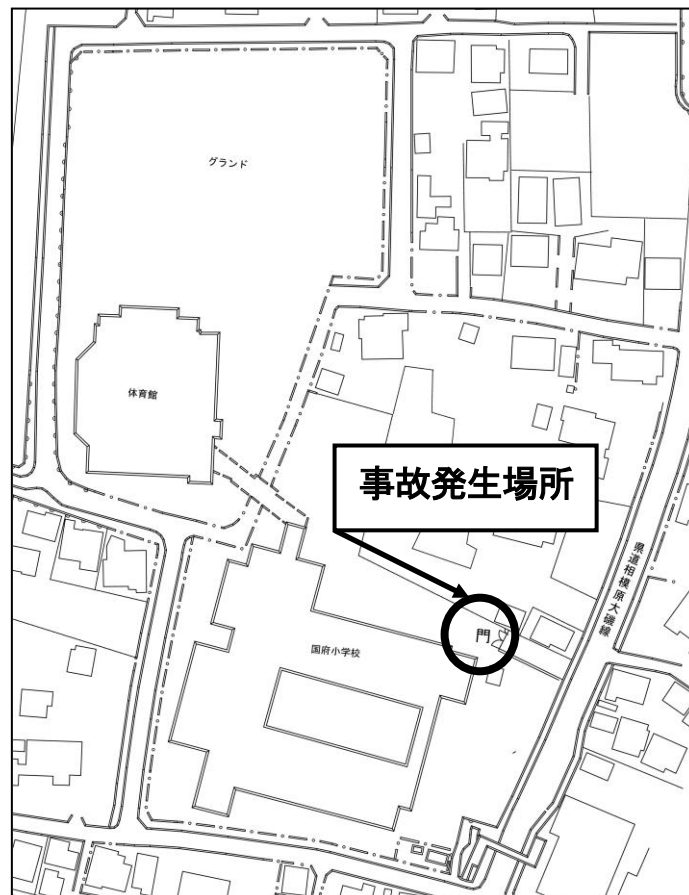 グランド
体育館
事故発生場所
県道相模原大磯線
門
国府小学校